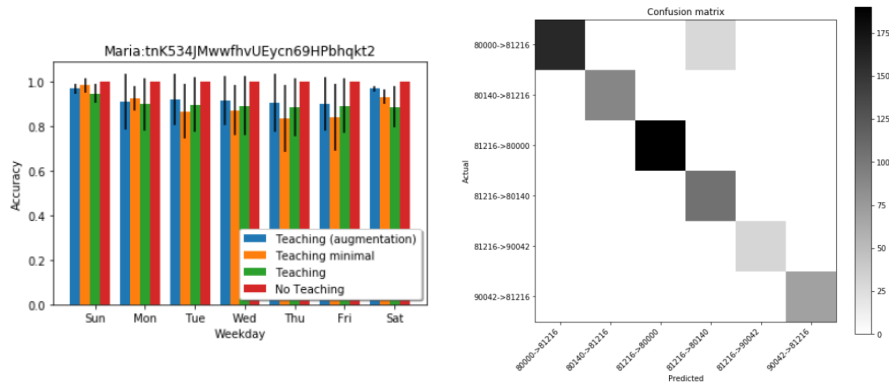 Maria:tnK534JMwwfhvUEycn69HPbhqkt2
1.0
0.8
0.6
0.4
0.2
0.0
Accuracy
Sun Mon Tue Wed Thu Fri Sat
Weekday
Teaching (augmentation)
Teaching minimal
Teaching
No Teaching
Confusion matrix
80000->81216
80140->81216
81216->80000
81216->80140
81216->90042
90042->81216
Actual
80000->81216
80140->81216
81216->80000
81216->80140
81216->90042
90042->81216
Predicted
175
150
125
100
75
50
25
0